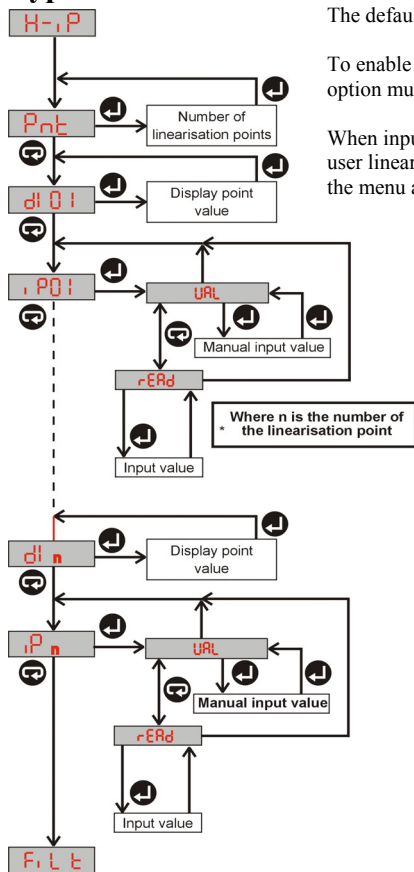 The defau
H-iP
To enable
option mu
Pnt
Number of
linearisation points
When inpu
user linear
the menu a
dI 01
Display point
value
iP01
VAL
Manual input value
rEAd
Where n is the number of
* the linearisation point
Input value
dI n
Display point
value
iP n
VAL
Manual input value
rEAd
Input value
FiLt